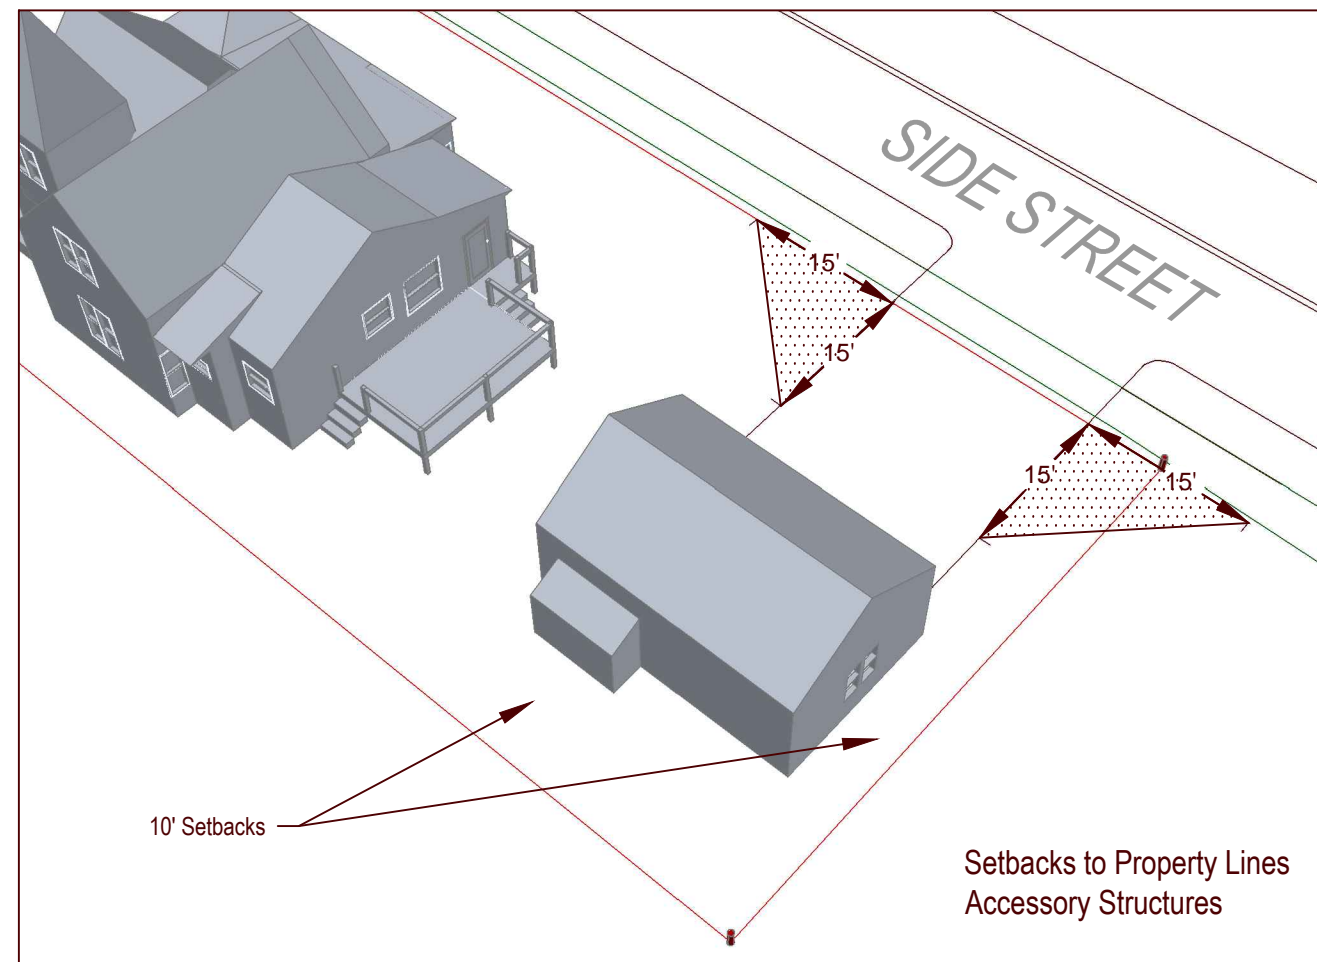 SIDE STREET
15'
15'
15'
15'
10' Setbacks
Setbacks to Property Lines
Accessory Structures